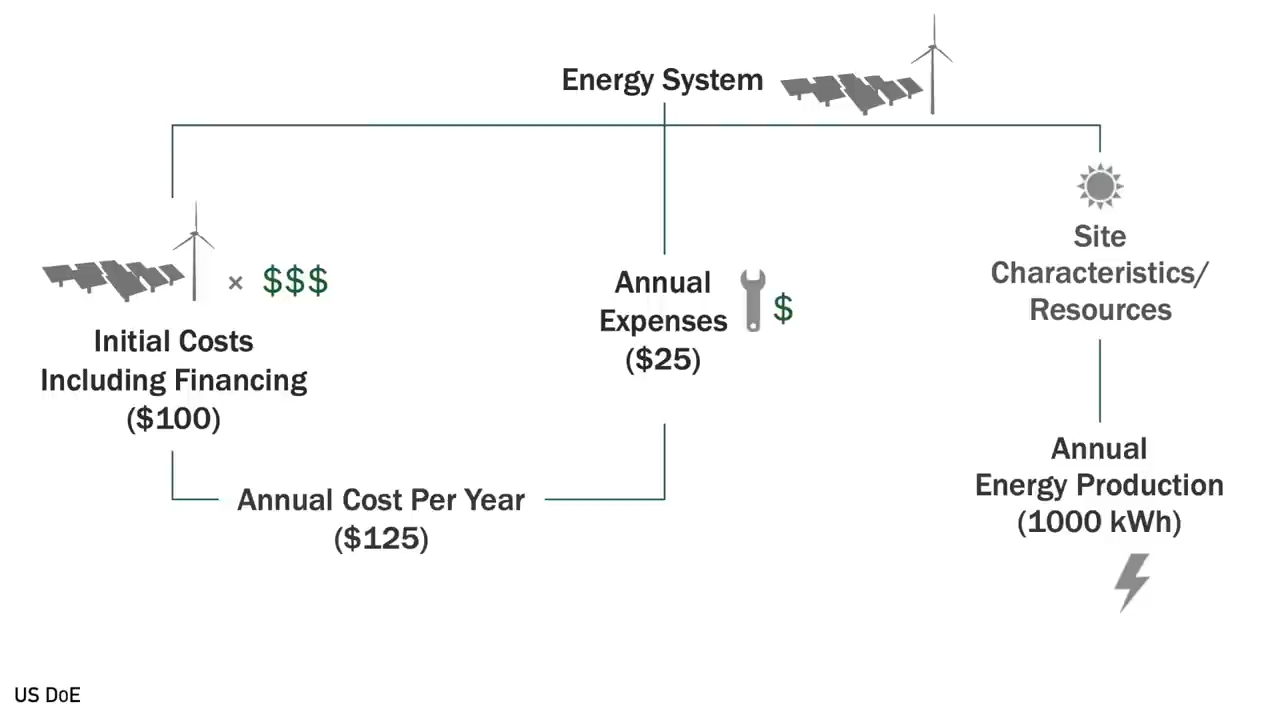 Energy System
× $$$
Initial Costs
Including Financing
($100)
Annual
Expenses
($25)
$
Annual Cost Per Year
($125)
Site
Characteristics/
Resources
Annual
Energy Production
(1000 kWh)
US DoE